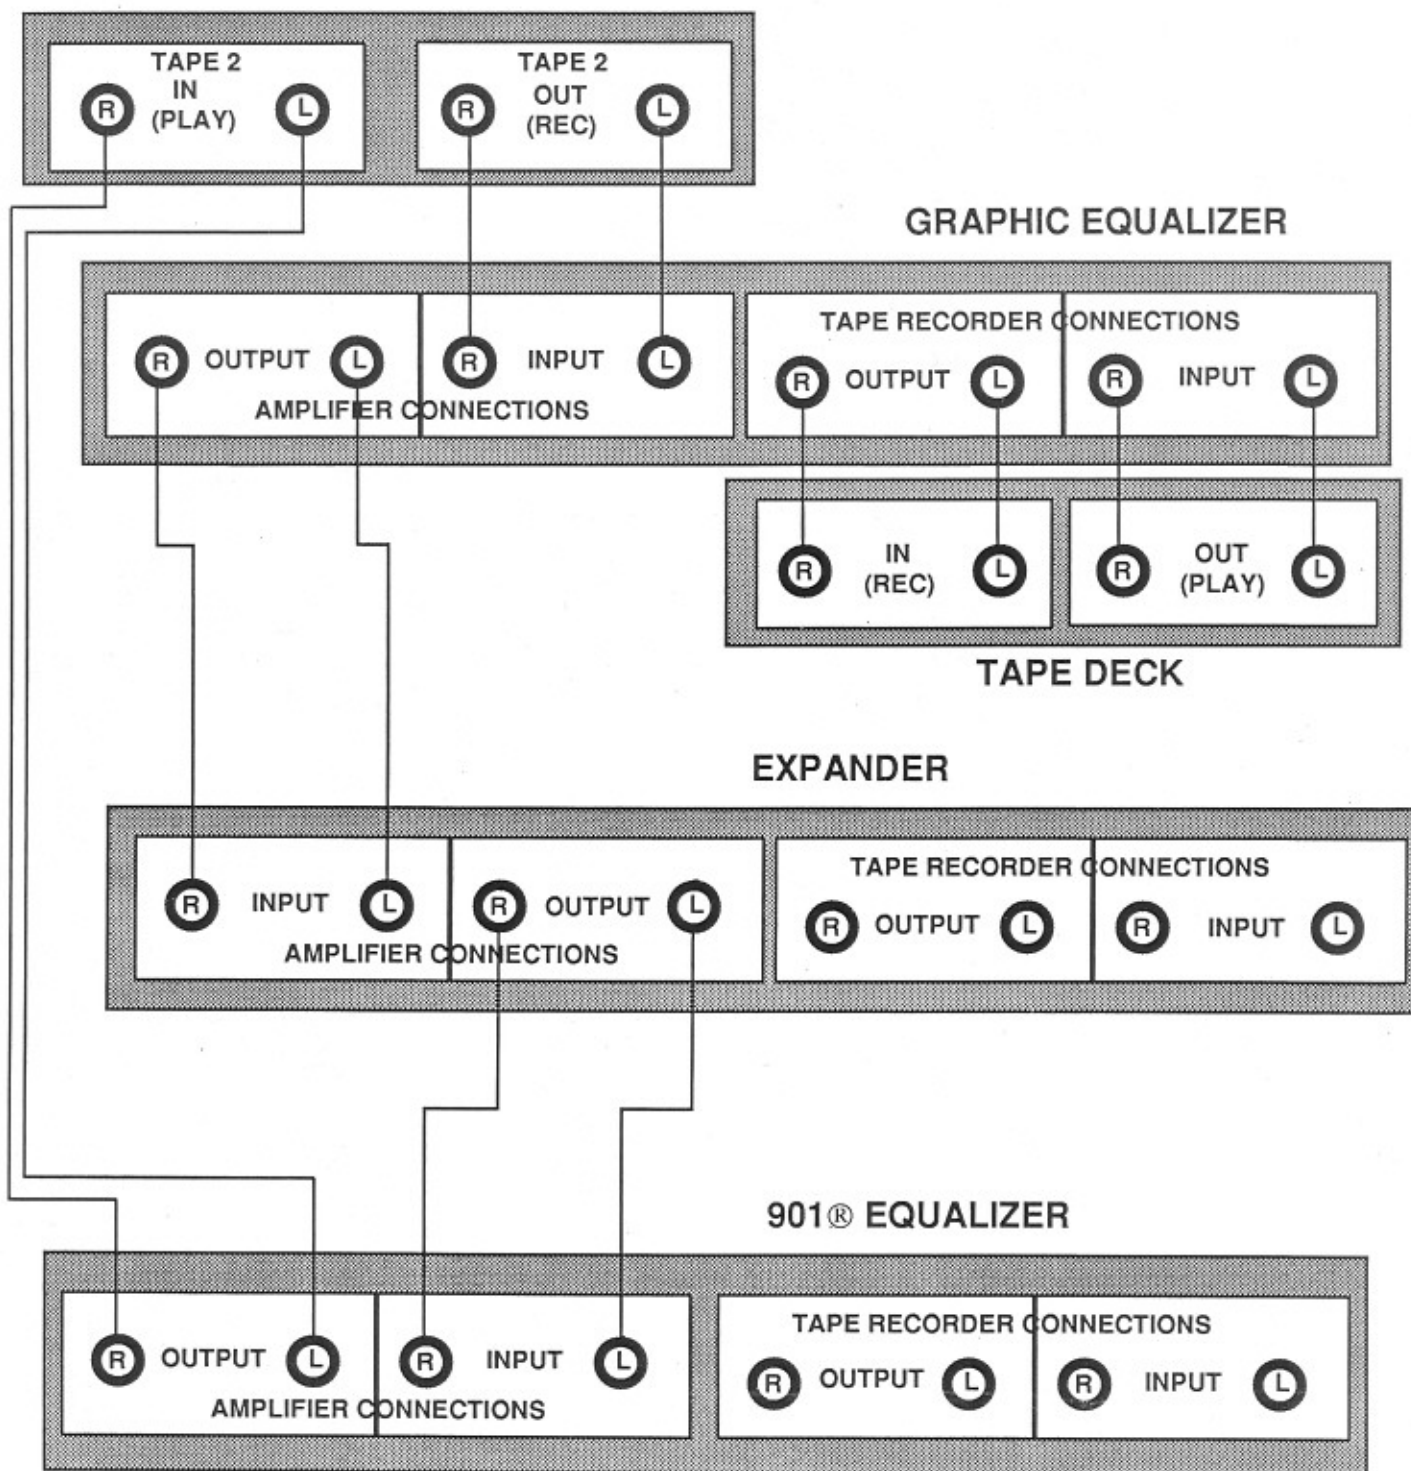 TAPE 2
IN
(PLAY)
R
L
TAPE 2
OUT
(REC)
R
L
GRAPHIC EQUALIZER
R OUTPUT L
R INPUT L
AMPLIFIER CONNECTIONS
TAPE RECORDER CONNECTIONS
R OUTPUT L
R INPUT L
R
IN
(REC)
L
R
OUT
(PLAY)
L
TAPE DECK
EXPANDER
R INPUT L
R OUTPUT L
AMPLIFIER CONNECTIONS
TAPE RECORDER CONNECTIONS
R OUTPUT L
R INPUT L
901® EQUALIZER
R OUTPUT L
R INPUT L
AMPLIFIER CONNECTIONS
TAPE RECORDER CONNECTIONS
R OUTPUT L
R INPUT L